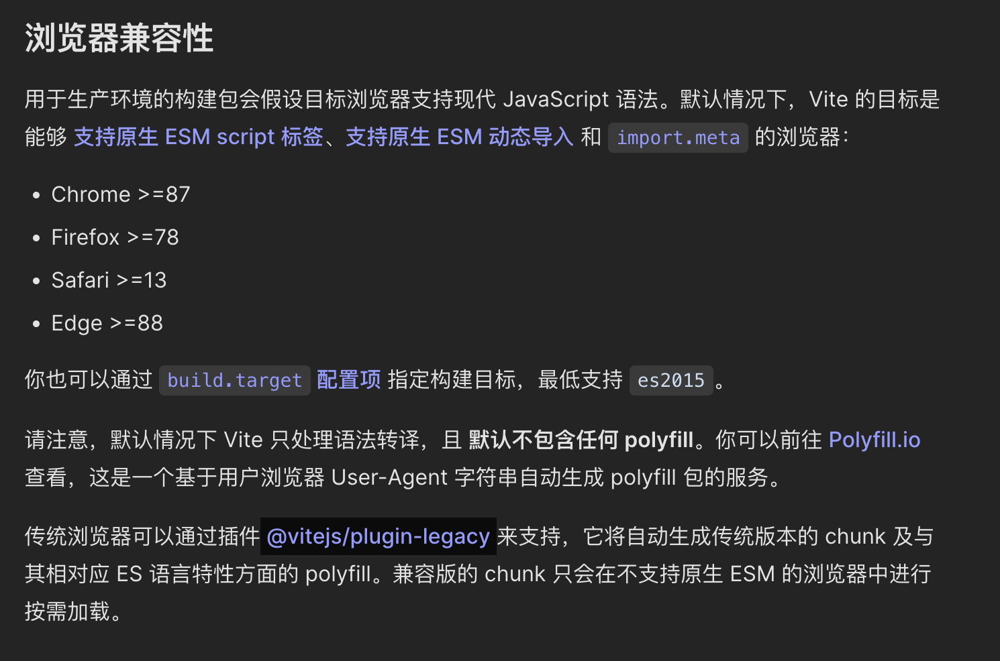 浏览器兼容性
用于生产环境的构建包会假设目标浏览器支持现代 JavaScript 语法。默认情况下，Vite 的目标是
能够 支持原生 ESM script 标签、支持原生 ESM 动态导入 和 import.meta 的浏览器：
• Chrome >=87
• Firefox >=78
• Safari >=13
• Edge >=88
你也可以通过 build.target 配置项 指定构建目标，最低支持 es2015。
请注意，默认情况下 Vite 只处理语法转译，且 默认不包含任何 polyfill。你可以前往 Polyfill.io
查看，这是一个基于用户浏览器 User-Agent 字符串自动生成 polyfill 包的服务。
传统浏览器可以通过插件 @vitejs/plugin-legacy 来支持，它将自动生成传统版本的 chunk 及与
其相对应 ES 语言特性方面的 polyfill。兼容版的 chunk 只会在不支持原生 ESM 的浏览器中进行
按需加载。